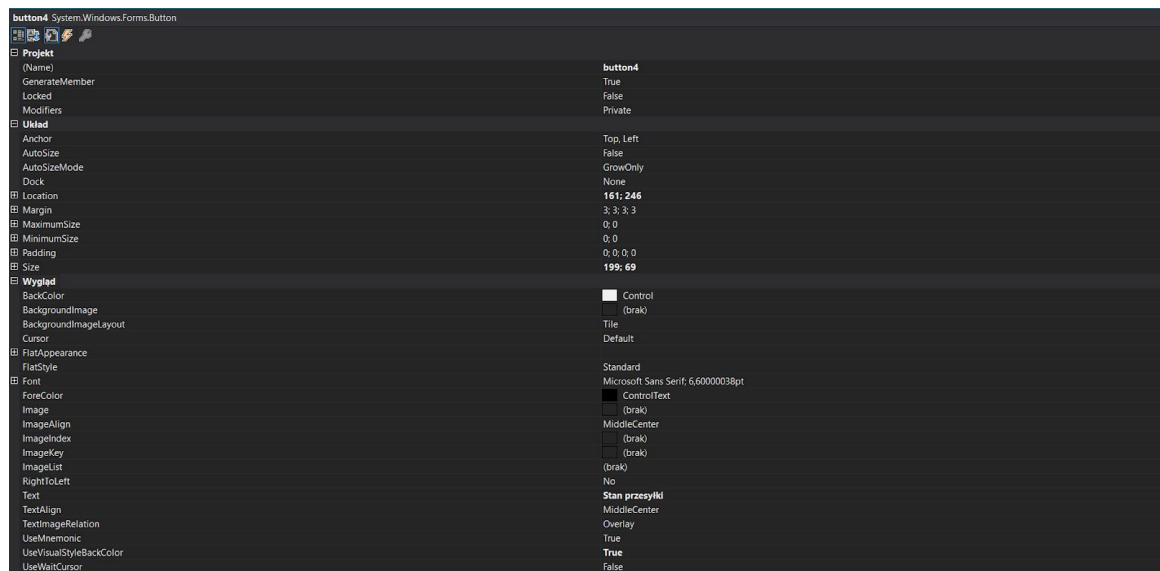 button4 System.Windows.Forms.Button
Projekt
(Name) button4
GenerateMember True
Locked False
Modifiers Private
Układ
Anchor Top, Left
AutoSize False
AutoSizeMode GrowOnly
Dock None
Location 161; 246
Margin 3; 3; 3; 3
MaximumSize 0; 0
MinimumSize 0; 0
Padding 0; 0; 0; 0
Size 199; 69
Wygląd
BackColor Control
BackgroundImage (brak)
BackgroundImageLayout Tile
Cursor Default
FlatAppearance
FlatStyle Standard
Font Microsoft Sans Serif; 6,60000038pt
ForeColor ControlText
Image (brak)
ImageAlign MiddleCenter
ImageIndex (brak)
ImageKey (brak)
ImageList (brak)
RightToLeft No
Text Stan przesyłki
TextAlign MiddleCenter
TextImageRelation Overlay
UseMnemonic True
UseVisualStyleBackColor True
UseWaitCursor False